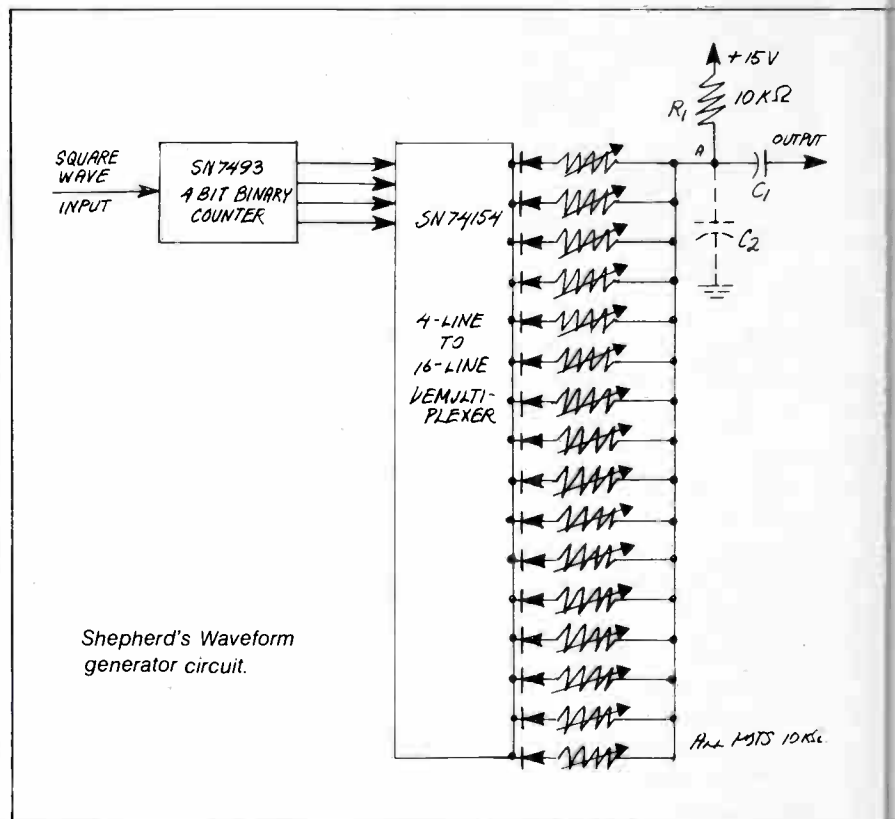 +15V
R1 10KΩ
SQUARE
WAVE
INPUT
SN7493
4 BIT BINARY
COUNTER
SN74154
A
OUTPUT
C1
C2
4-LINE
TO
16-LINE
DEMULTI-
PLEXER
Shepherd's Waveform
generator circuit.
ALL POTS 10KΩ